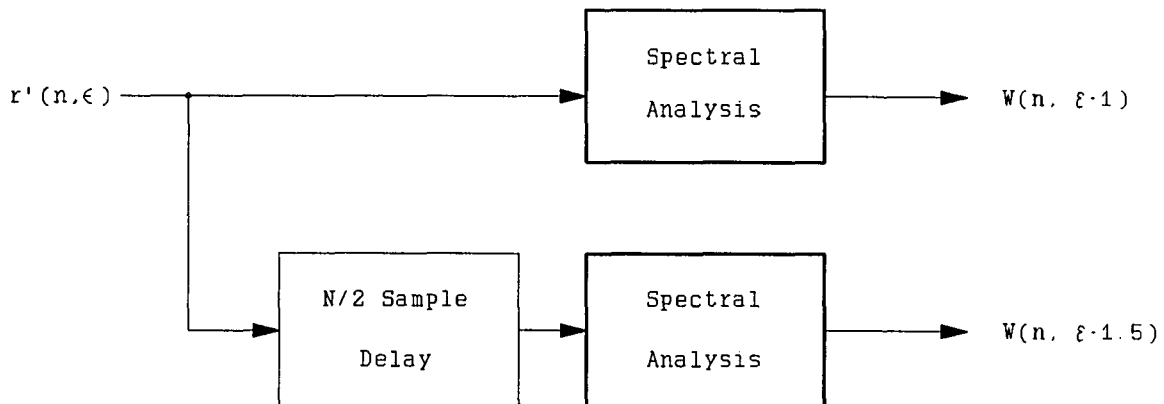 Spectral
Analysis
r'(n,ϵ)
W(n, ξ·1)
N/2 Sample
Delay
Spectral
Analysis
W(n, ξ·1.5)